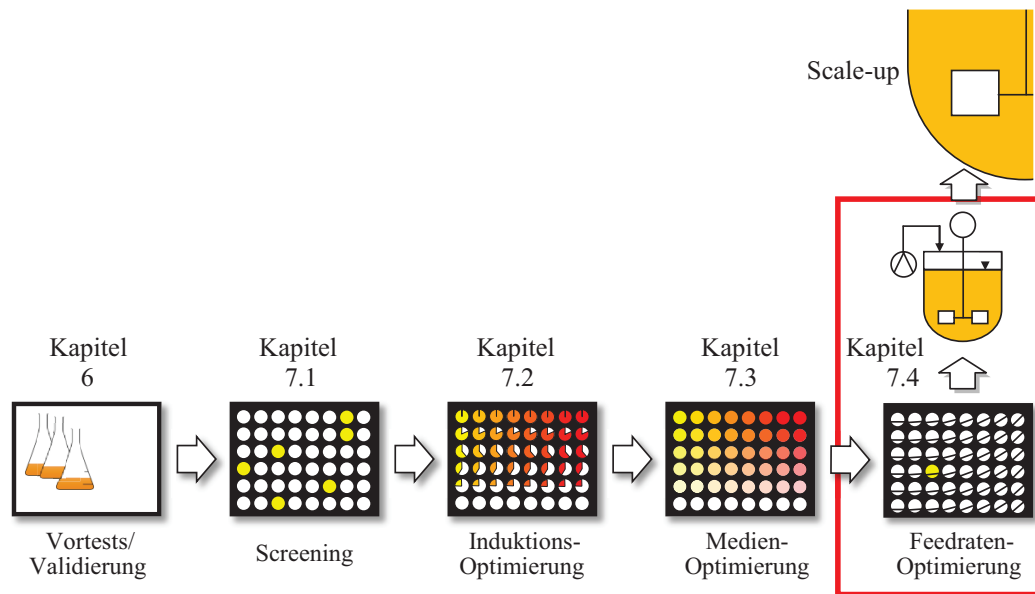 Scale-up
Kapitel
6
Kapitel
7.1
Kapitel
7.2
Kapitel
7.3
Kapitel
7.4
Vortests/
Validierung
Screening
Induktions-
Optimierung
Medien-
Optimierung
Feedraten-
Optimierung